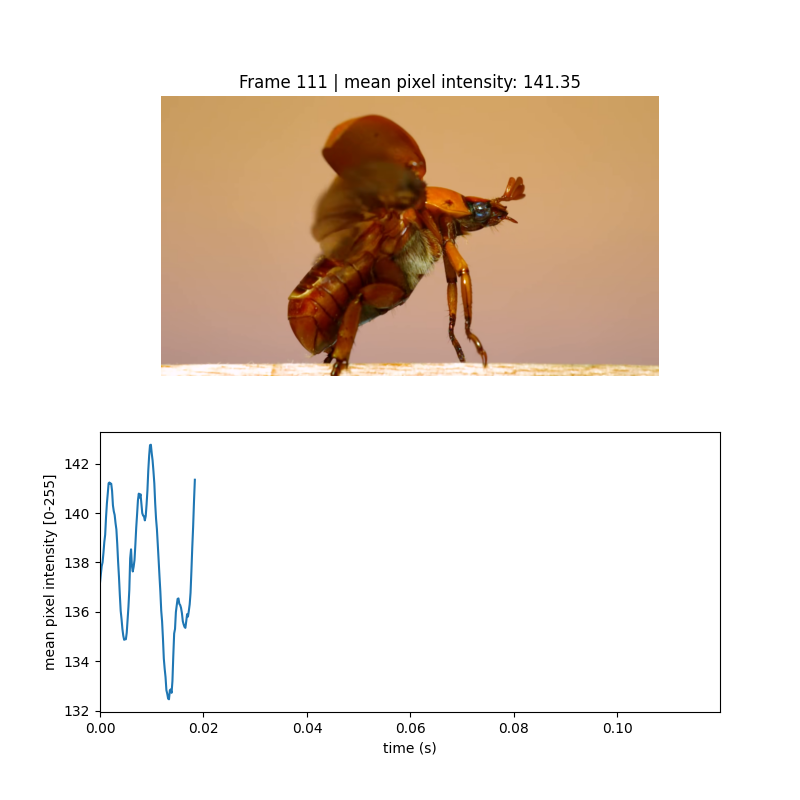 Frame 111 | mean pixel intensity: 141.35
mean pixel intensity [0-255]
142
140
138
136
134
132
0.00 0.02 0.04 0.06 0.08 0.10
time (s)